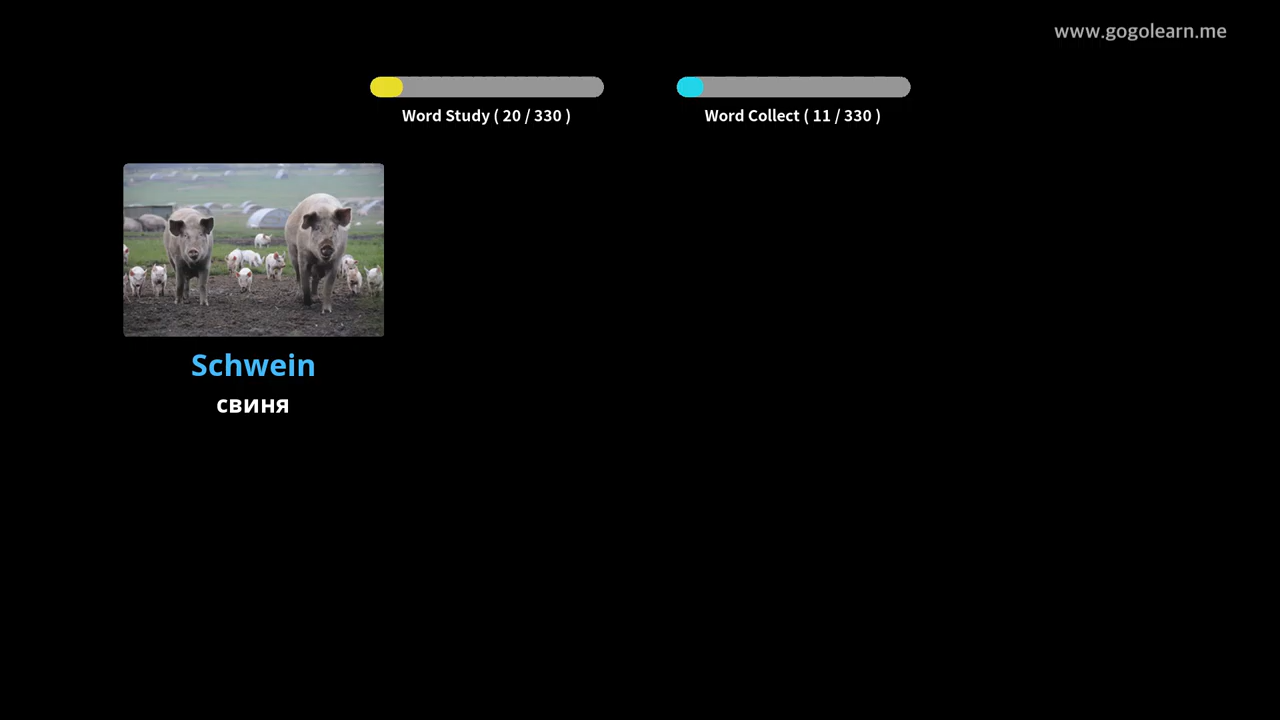 www.gogolearn.me
Word Study ( 20 / 330 )
Word Collect ( 11 / 330 )
Schwein
свиня